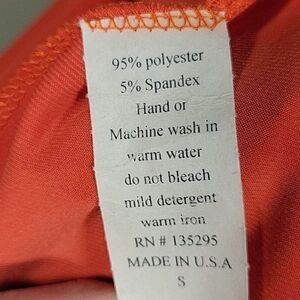 95% polyester
5% Spandex
Hand or
Machine wash in
warm water
do not bleach
mild detergent
warm iron
RN # 135295
MADE IN U.S.A
S